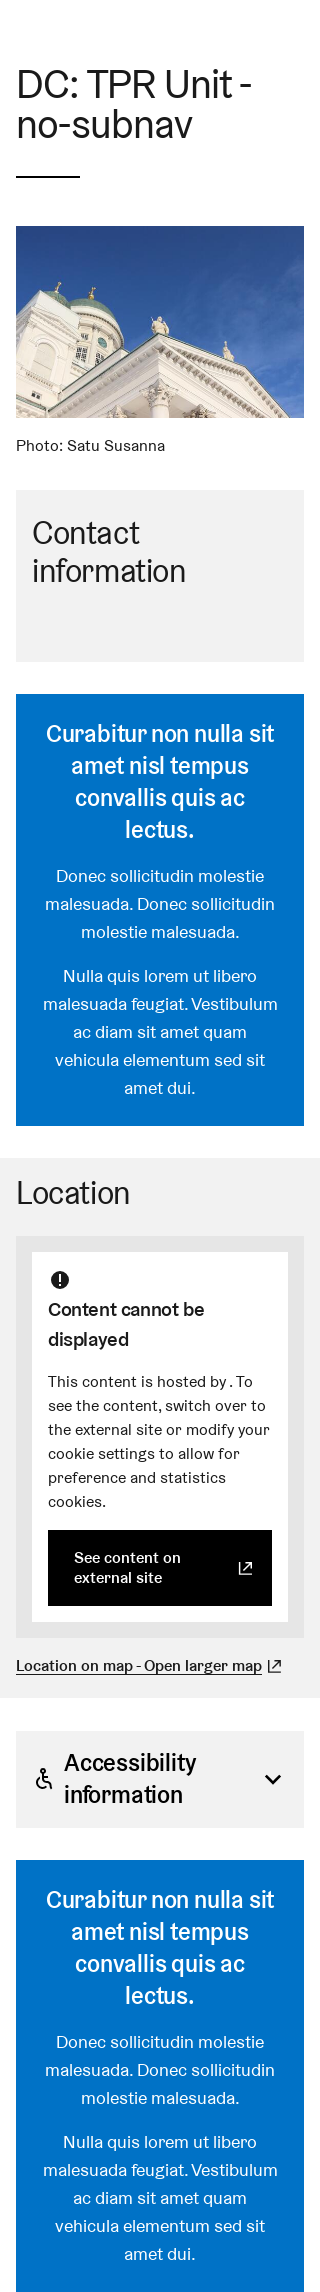 DC: TPR Unit -
no-subnav
Photo: Satu Susanna
Contact
information
Curabitur non nulla sit
amet nisl tempus
convallis quis ac
lectus.
Donec sollicitudin molestie
malesuada. Donec sollicitudin
molestie malesuada.
Nulla quis lorem ut libero
malesuada feugiat. Vestibulum
ac diam sit amet quam
vehicula elementum sed sit
amet dui.
Location
Content cannot be
displayed
This content is hosted by . To
see the content, switch over to
the external site or modify your
cookie settings to allow for
preference and statistics
cookies.
See content on
external site
Location on map - Open larger map
Accessibility
information
Curabitur non nulla sit
amet nisl tempus
convallis quis ac
lectus.
Donec sollicitudin molestie
malesuada. Donec sollicitudin
molestie malesuada.
Nulla quis lorem ut libero
malesuada feugiat. Vestibulum
ac diam sit amet quam
vehicula elementum sed sit
amet dui.